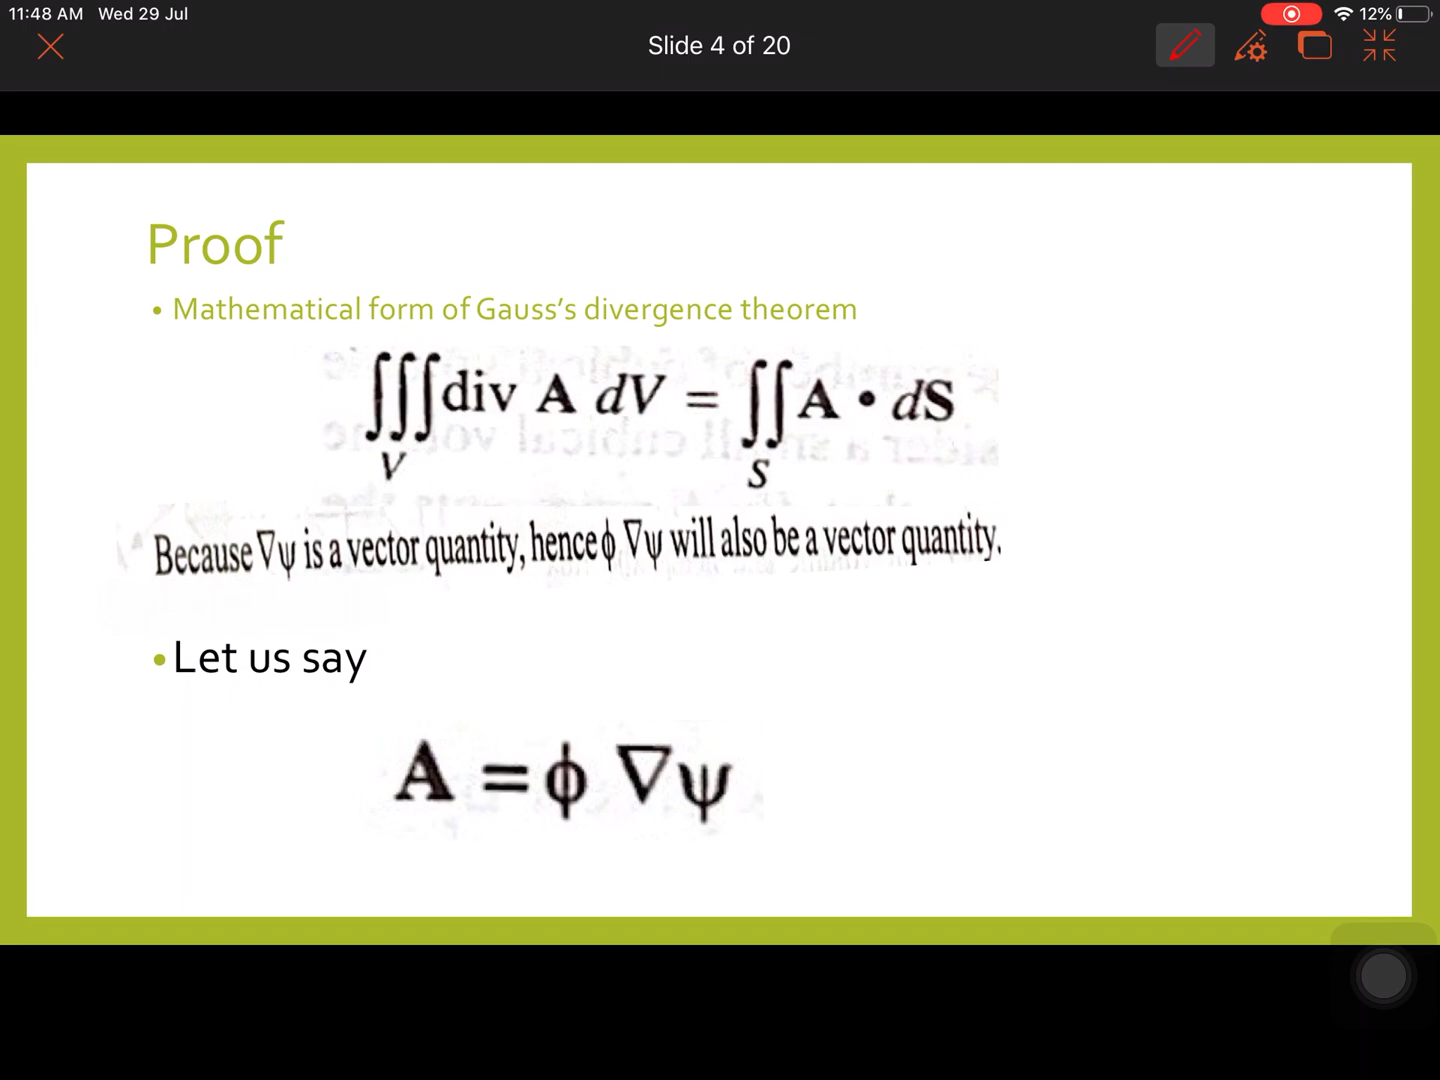 11:48 AM Wed 29 Jul 12%
Slide 4 of 20
Proof
• Mathematical form of Gauss’s divergence theorem
∭ div A dV = ∬ A • dS
V S
Because ∇ψ is a vector quantity, hence ϕ ∇ψ will also be a vector quantity.
• Let us say
A = ϕ ∇ψ